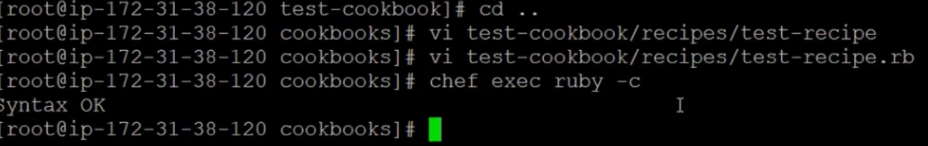 [root@ip-172-31-38-120 test-cookbook]# cd ..
[root@ip-172-31-38-120 cookbooks]# vi test-cookbook/recipes/test-recipe
[root@ip-172-31-38-120 cookbooks]# vi test-cookbook/recipes/test-recipe.rb
[root@ip-172-31-38-120 cookbooks]# chef exec ruby -c
Syntax OK
[root@ip-172-31-38-120 cookbooks]#